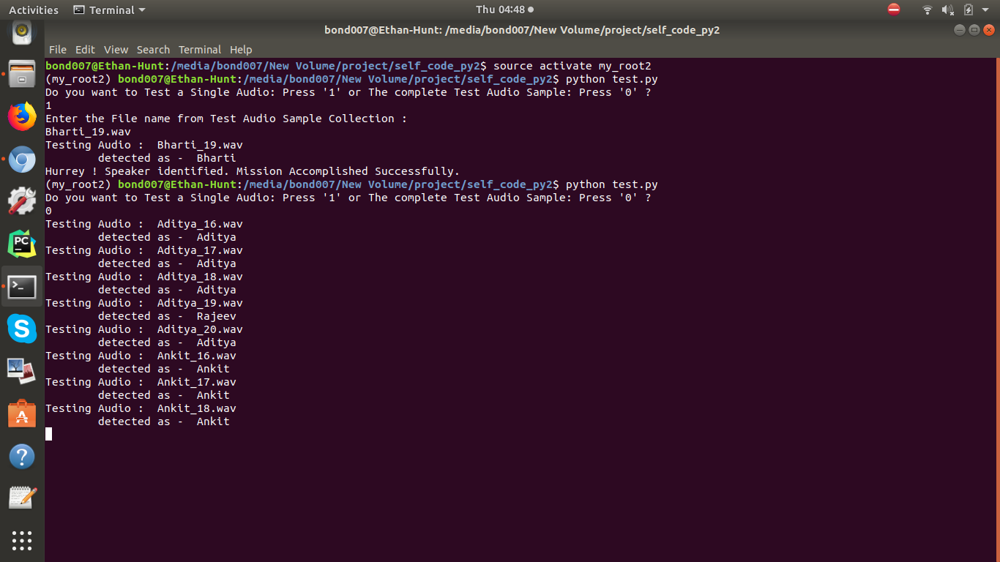 Activities Terminal Thu 04:48
bond007@Ethan-Hunt: /media/bond007/New Volume/project/self_code_py2
File Edit View Search Terminal Help
bond007@Ethan-Hunt:/media/bond007/New Volume/project/self_code_py2$ source activate my_root2
(my_root2) bond007@Ethan-Hunt:/media/bond007/New Volume/project/self_code_py2$ python test.py
Do you want to Test a Single Audio: Press '1' or The complete Test Audio Sample: Press '0' ?
1
Enter the File name from Test Audio Sample Collection :
Bharti_19.wav
Testing Audio :  Bharti_19.wav
        detected as -  Bharti
Hurrey ! Speaker identified. Mission Accomplished Successfully.
(my_root2) bond007@Ethan-Hunt:/media/bond007/New Volume/project/self_code_py2$ python test.py
Do you want to Test a Single Audio: Press '1' or The complete Test Audio Sample: Press '0' ?
0
Testing Audio :  Aditya_16.wav
        detected as -  Aditya
Testing Audio :  Aditya_17.wav
        detected as -  Aditya
Testing Audio :  Aditya_18.wav
        detected as -  Aditya
Testing Audio :  Aditya_19.wav
        detected as -  Rajeev
Testing Audio :  Aditya_20.wav
        detected as -  Aditya
Testing Audio :  Ankit_16.wav
        detected as -  Ankit
Testing Audio :  Ankit_17.wav
        detected as -  Ankit
Testing Audio :  Ankit_18.wav
        detected as -  Ankit
PC